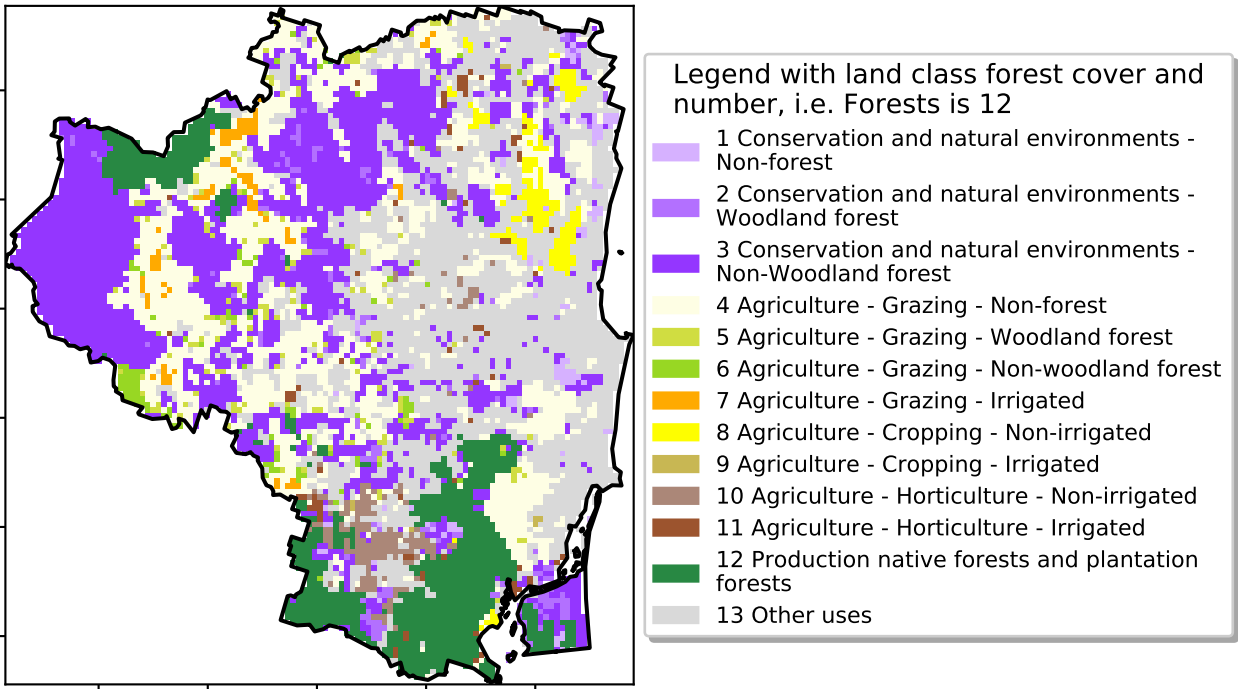 Legend with land class forest cover and
number, i.e. Forests is 12
1 Conservation and natural environments -
Non-forest
2 Conservation and natural environments -
Woodland forest
3 Conservation and natural environments -
Non-Woodland forest
4 Agriculture - Grazing - Non-forest
5 Agriculture - Grazing - Woodland forest
6 Agriculture - Grazing - Non-woodland forest
7 Agriculture - Grazing - Irrigated
8 Agriculture - Cropping - Non-irrigated
9 Agriculture - Cropping - Irrigated
10 Agriculture - Horticulture - Non-irrigated
11 Agriculture - Horticulture - Irrigated
12 Production native forests and plantation
forests
13 Other uses